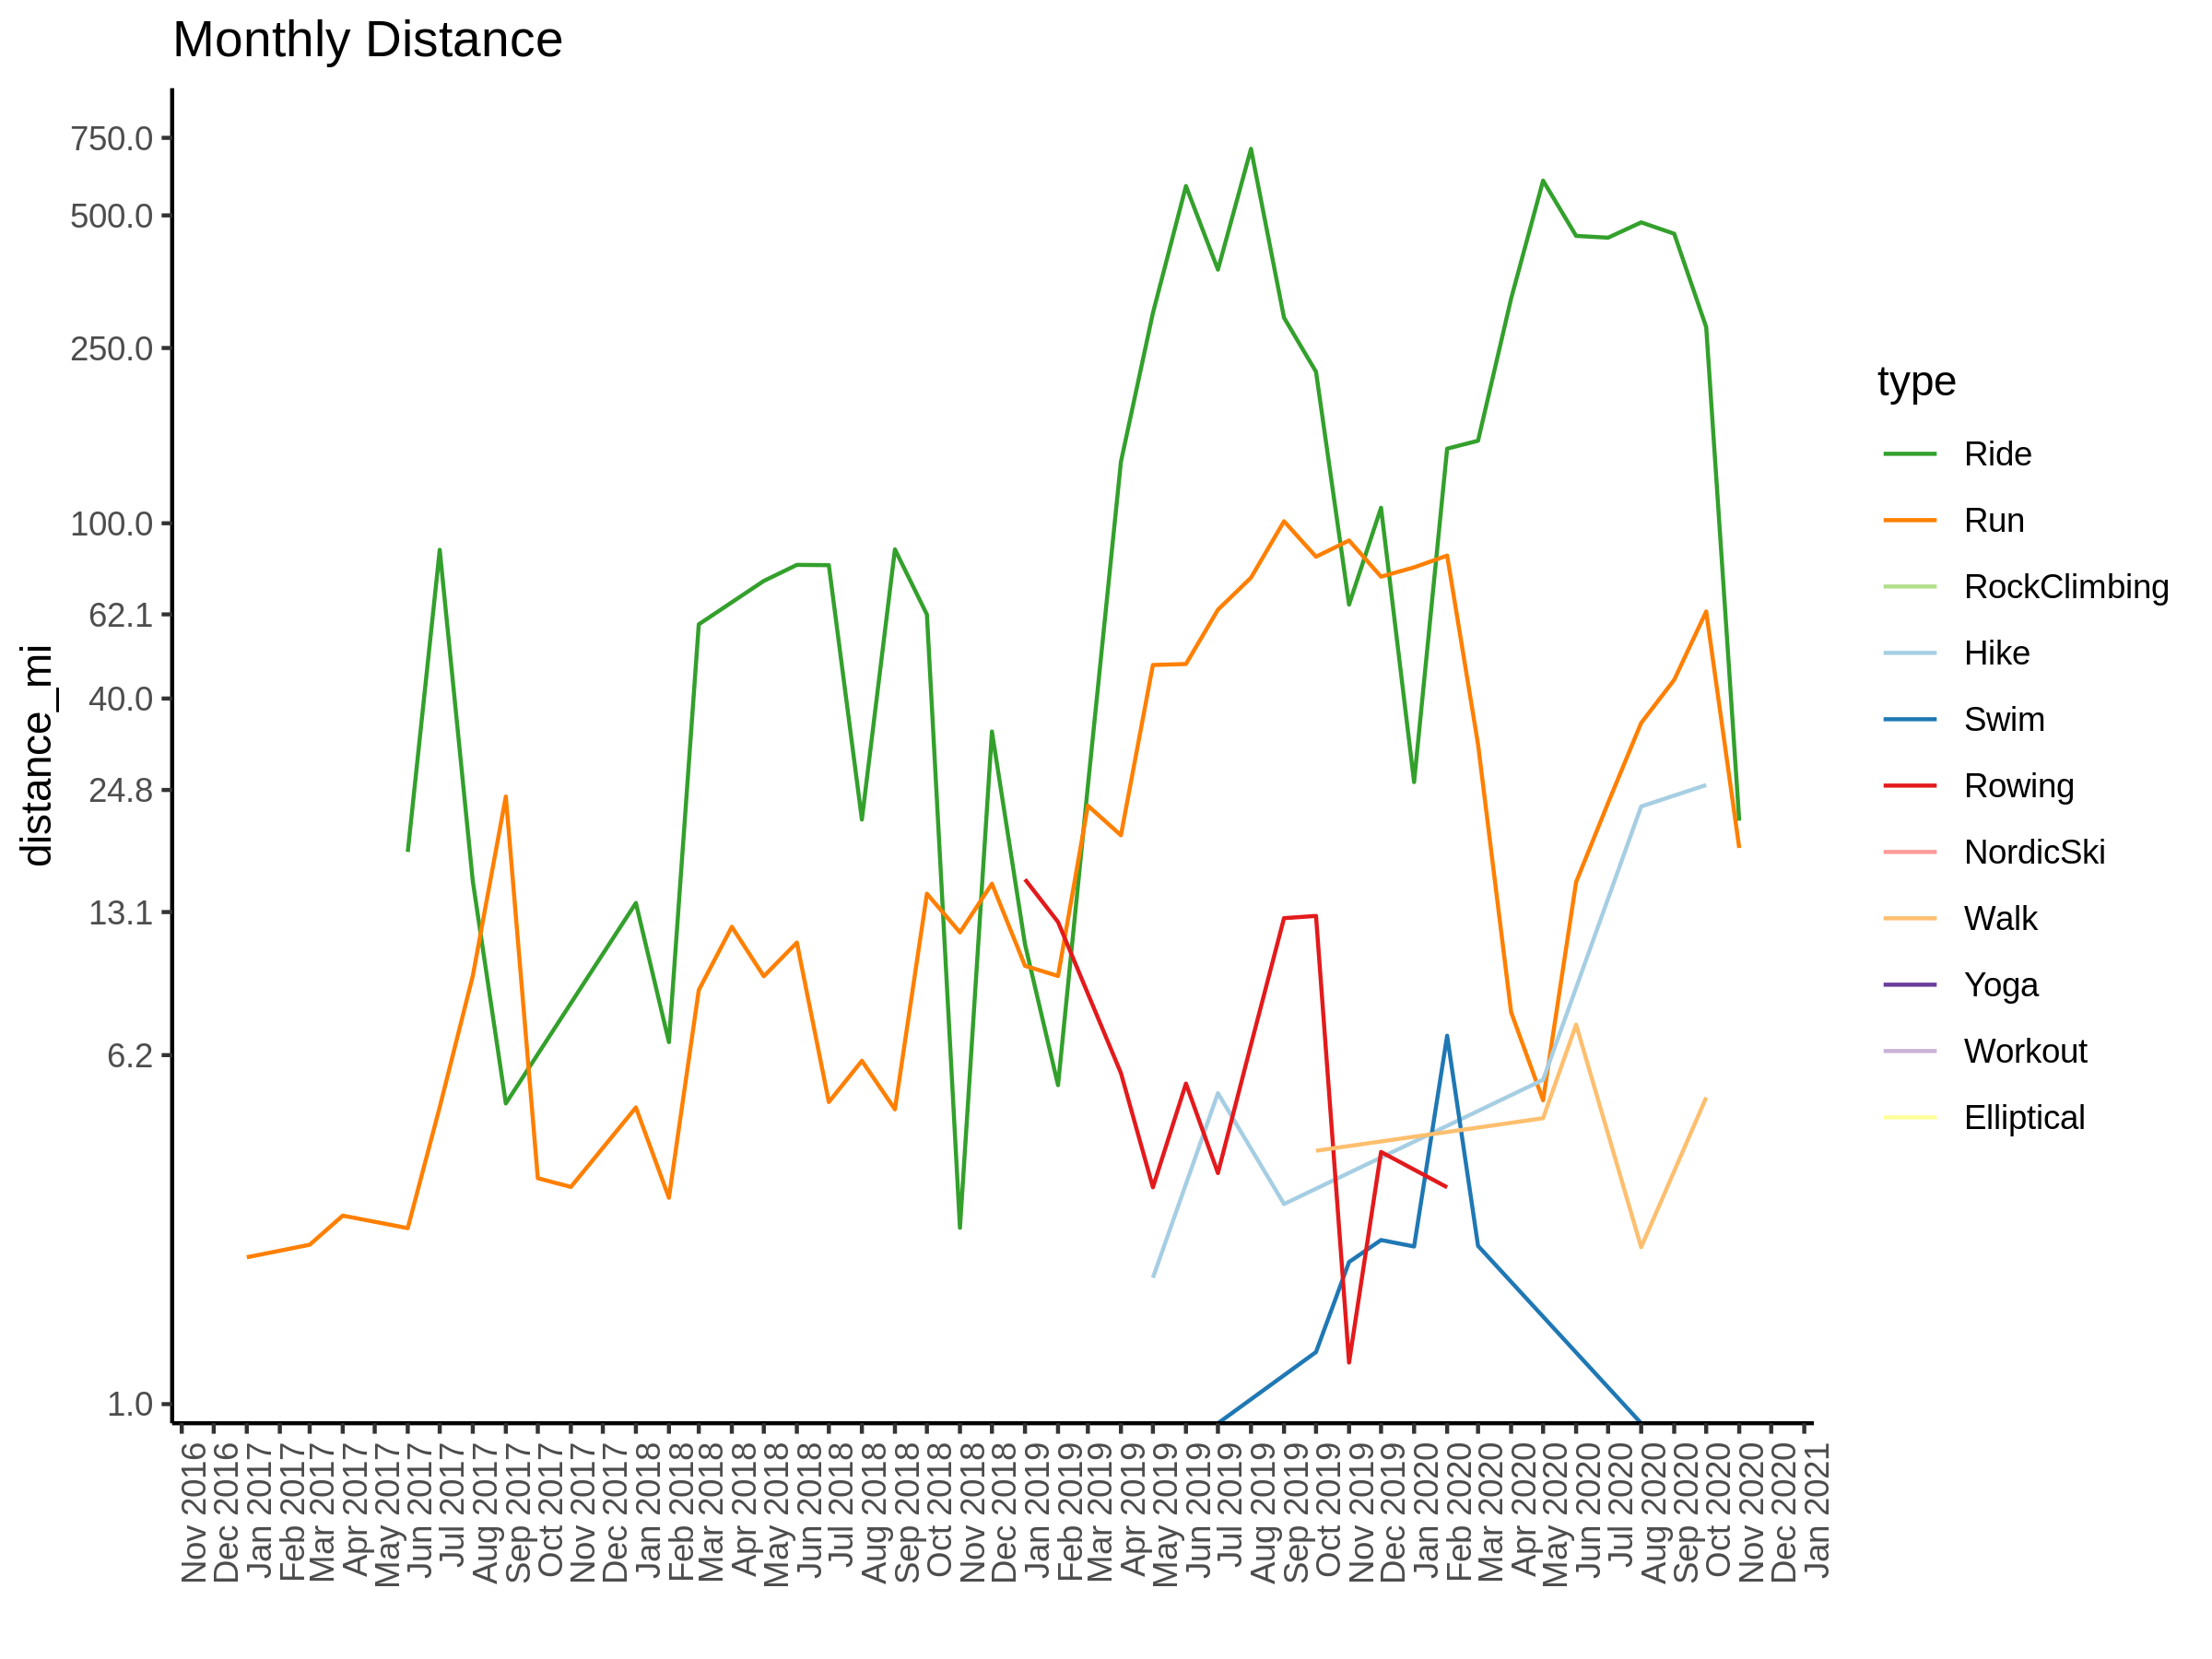 Monthly Distance
distance_mi
750.0
500.0
250.0
100.0
62.1
40.0
24.8
13.1
6.2
1.0
Nov 2016
Dec 2016
Jan 2017
Feb 2017
Mar 2017
Apr 2017
May 2017
Jun 2017
Jul 2017
Aug 2017
Sep 2017
Oct 2017
Nov 2017
Dec 2017
Jan 2018
Feb 2018
Mar 2018
Apr 2018
May 2018
Jun 2018
Jul 2018
Aug 2018
Sep 2018
Oct 2018
Nov 2018
Dec 2018
Jan 2019
Feb 2019
Mar 2019
Apr 2019
May 2019
Jun 2019
Jul 2019
Aug 2019
Sep 2019
Oct 2019
Nov 2019
Dec 2019
Jan 2020
Feb 2020
Mar 2020
Apr 2020
May 2020
Jun 2020
Jul 2020
Aug 2020
Sep 2020
Oct 2020
Nov 2020
Dec 2020
Jan 2021
type
Ride
Run
RockClimbing
Hike
Swim
Rowing
NordicSki
Walk
Yoga
Workout
Elliptical